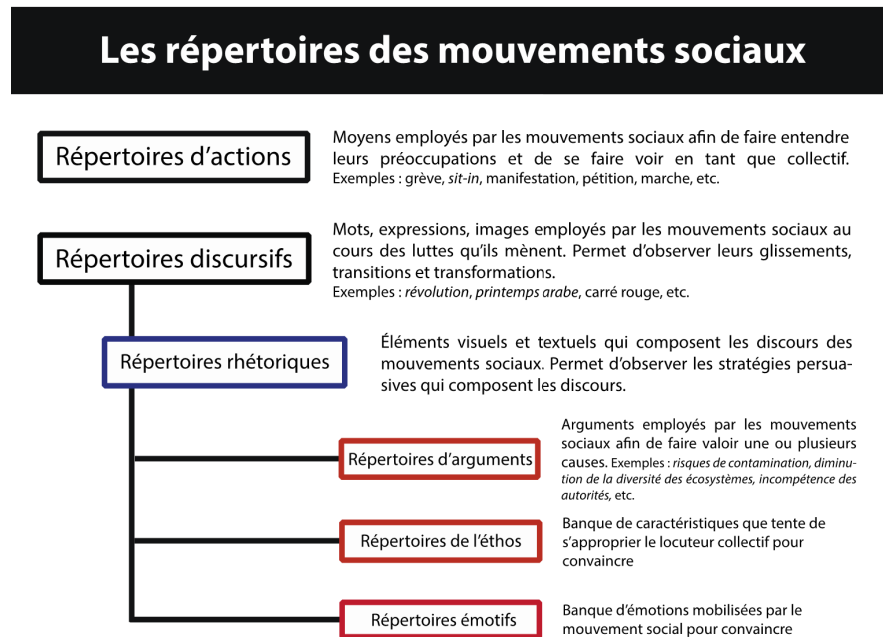 Les répertoires des mouvements sociaux
Répertoires d'actions
Moyens employés par les mouvements sociaux afin de faire entendre
leurs préoccupations et de se faire voir en tant que collectif.
Exemples : grève, sit-in, manifestation, pétition, marche, etc.
Répertoires discursifs
Mots, expressions, images employés par les mouvements sociaux au
cours des luttes qu'ils mènent. Permet d'observer leurs glissements,
transitions et transformations.
Exemples : révolution, printemps arabe, carré rouge, etc.
Répertoires rhétoriques
Éléments visuels et textuels qui composent les discours des
mouvements sociaux. Permet d'observer les stratégies persua-
sives qui composent les discours.
Répertoires d'arguments
Arguments employés par les mouvements
sociaux afin de faire valoir une ou plusieurs
causes. Exemples : risques de contamination, diminu-
tion de la diversité des écosystèmes, incompétence des
autorités, etc.
Répertoires de l'éthos
Banque de caractéristiques que tente de
s'approprier le locuteur collectif pour
convaincre
Répertoires émotifs
Banque d'émotions mobilisées par le
mouvement social pour convaincre